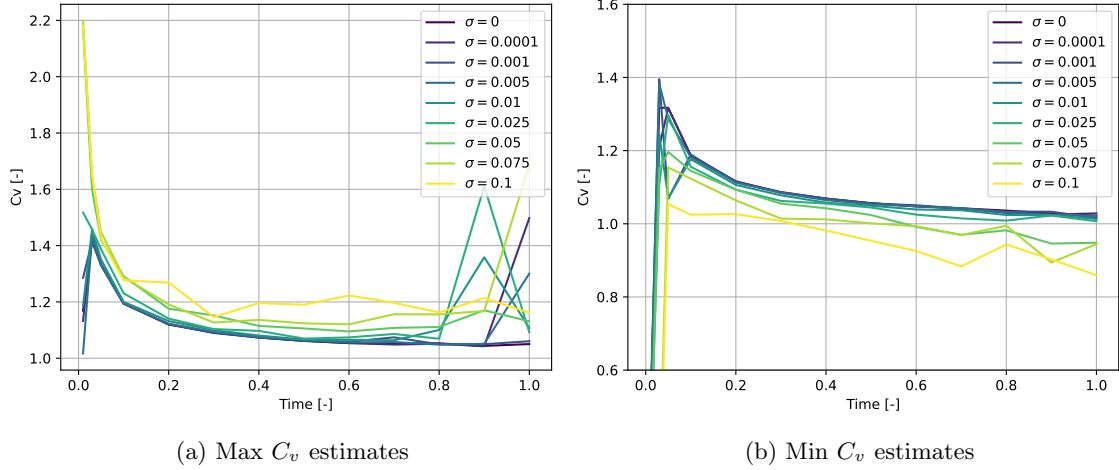 2.2
2.0
1.8
1.6
1.4
1.2
1.0
Cv [-]
0.0 0.2 0.4 0.6 0.8 1.0
Time [-]
σ = 0
σ = 0.0001
σ = 0.001
σ = 0.005
σ = 0.01
σ = 0.025
σ = 0.05
σ = 0.075
σ = 0.1
(a) Max Cᵥ estimates
1.6
1.4
1.2
1.0
0.8
0.6
Cv [-]
0.0 0.2 0.4 0.6 0.8 1.0
Time [-]
σ = 0
σ = 0.0001
σ = 0.001
σ = 0.005
σ = 0.01
σ = 0.025
σ = 0.05
σ = 0.075
σ = 0.1
(b) Min Cᵥ estimates